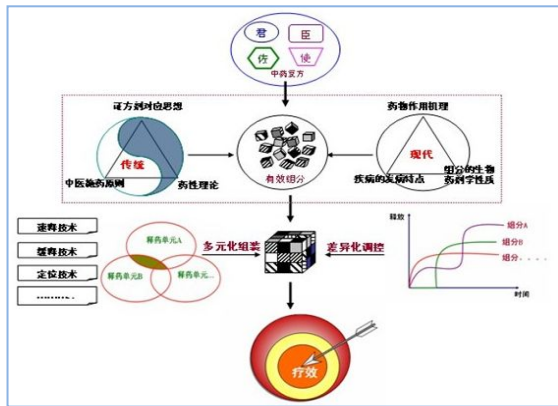 君
臣
佐
使
中药复方
证方剂对应思想
传统
中医施药原则
药性理论
有效组分
药物作用机理
现代
疾病的发病特点
组分的生物
药剂学性质
速释技术
缓释技术
定位技术
释药单元A
释药单元B
释药单元...
多元化组装
差异化调控
释放
组分A
组分B
组分......
时间
疗效